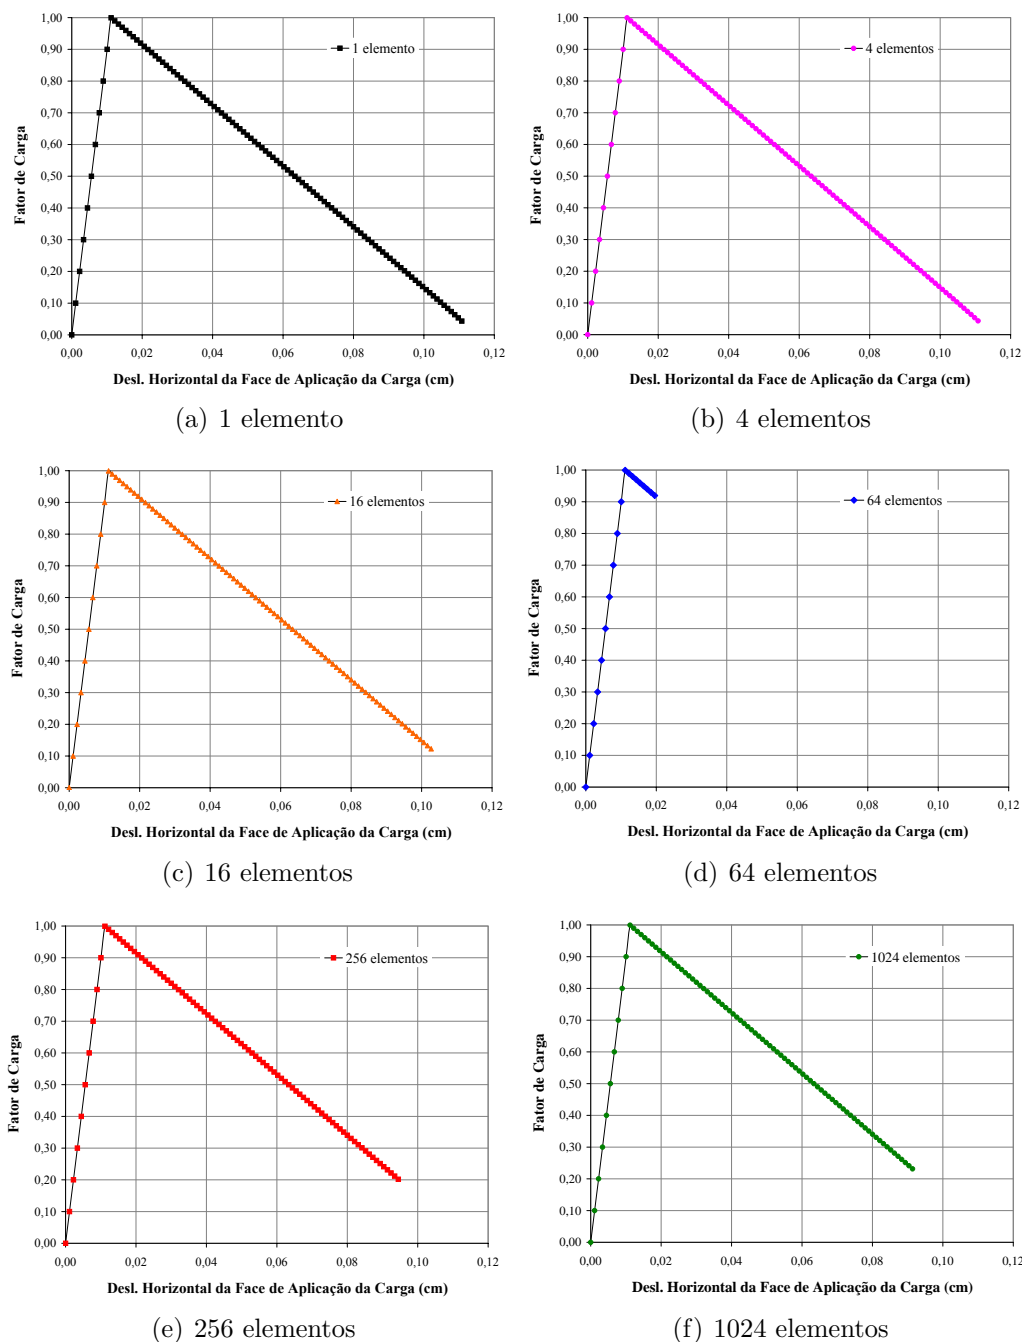 1,00
0,90
0,80
0,70
0,60
0,50
0,40
0,30
0,20
0,10
0,00
Fator de Carga
1 elemento
0,00 0,02 0,04 0,06 0,08 0,10 0,12
Desl. Horizontal da Face de Aplicação da Carga (cm)
(a) 1 elemento
1,00
0,90
0,80
0,70
0,60
0,50
0,40
0,30
0,20
0,10
0,00
Fator de Carga
4 elementos
0,00 0,02 0,04 0,06 0,08 0,10 0,12
Desl. Horizontal da Face de Aplicação da Carga (cm)
(b) 4 elementos
1,00
0,90
0,80
0,70
0,60
0,50
0,40
0,30
0,20
0,10
0,00
Fator de Carga
16 elementos
0,00 0,02 0,04 0,06 0,08 0,10 0,12
Desl. Horizontal da Face de Aplicação da Carga (cm)
(c) 16 elementos
1,00
0,90
0,80
0,70
0,60
0,50
0,40
0,30
0,20
0,10
0,00
Fator de Carga
64 elementos
0,00 0,02 0,04 0,06 0,08 0,10 0,12
Desl. Horizontal da Face de Aplicação da Carga (cm)
(d) 64 elementos
1,00
0,90
0,80
0,70
0,60
0,50
0,40
0,30
0,20
0,10
0,00
Fator de Carga
256 elementos
0,00 0,02 0,04 0,06 0,08 0,10 0,12
Desl. Horizontal da Face de Aplicação da Carga (cm)
(e) 256 elementos
1,00
0,90
0,80
0,70
0,60
0,50
0,40
0,30
0,20
0,10
0,00
Fator de Carga
1024 elementos
0,00 0,02 0,04 0,06 0,08 0,10 0,12
Desl. Horizontal da Face de Aplicação da Carga (cm)
(f) 1024 elementos